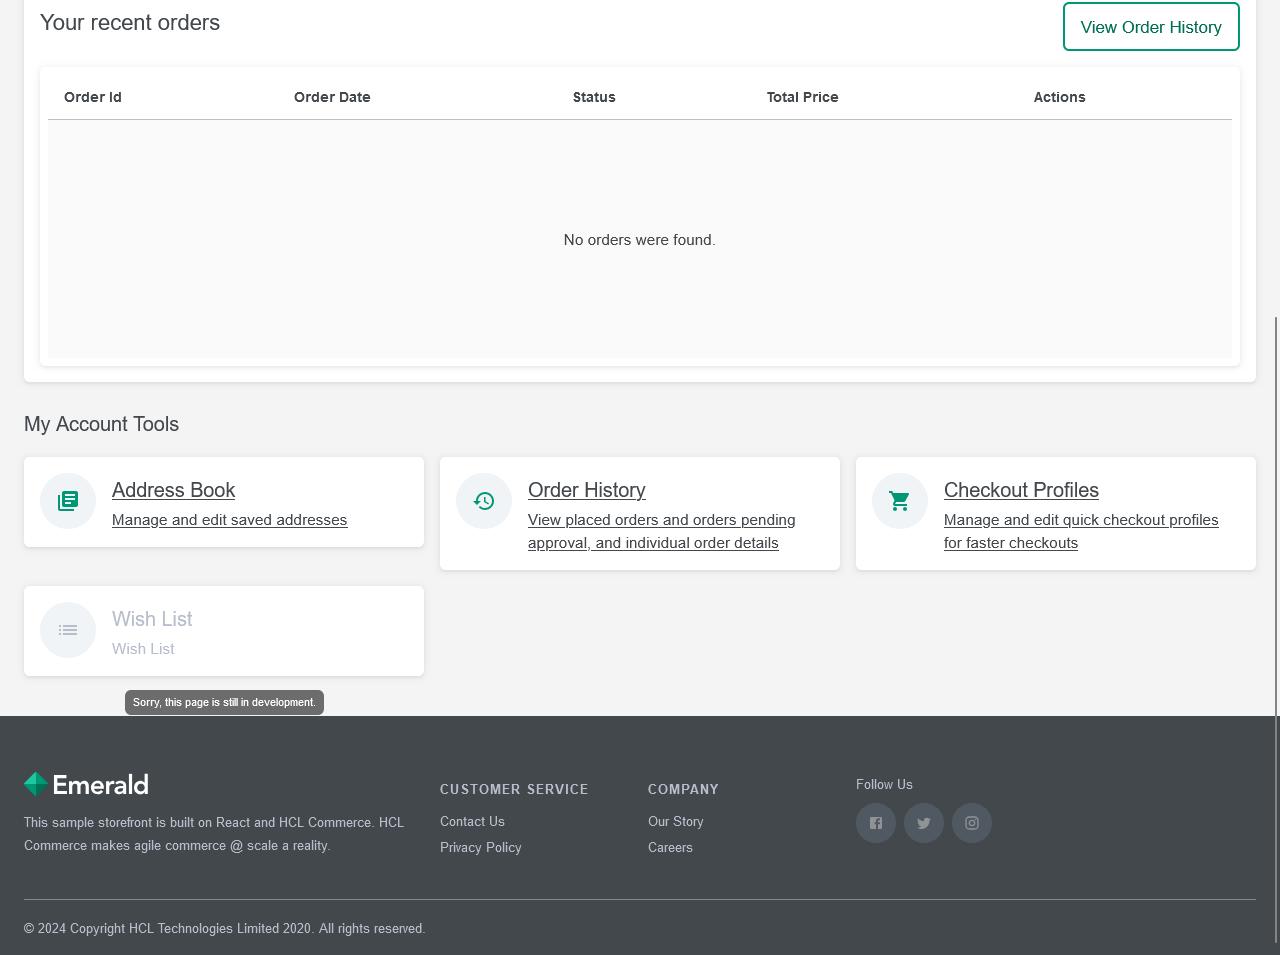 Your recent orders
View Order History
Order Id Order Date Status Total Price Actions
No orders were found.
My Account Tools
Address Book
Manage and edit saved addresses
Order History
View placed orders and orders pending
approval, and individual order details
Checkout Profiles
Manage and edit quick checkout profiles
for faster checkouts
Wish List
Wish List
Sorry, this page is still in development.
Emerald
This sample storefront is built on React and HCL Commerce. HCL
Commerce makes agile commerce @ scale a reality.
CUSTOMER SERVICE
Contact Us
Privacy Policy
COMPANY
Our Story
Careers
Follow Us
© 2024 Copyright HCL Technologies Limited 2020. All rights reserved.